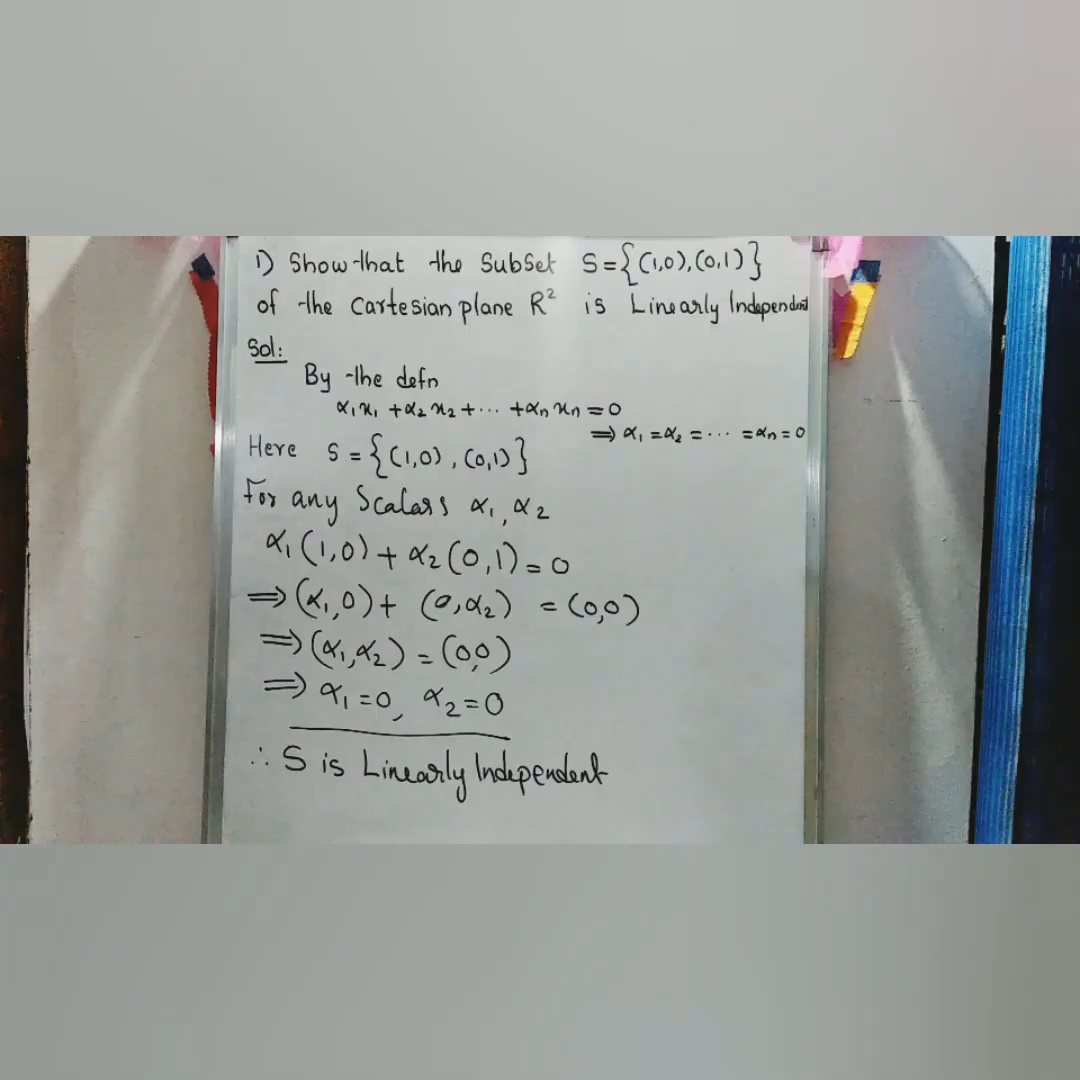 1) Show that the Subset S={(1,0),(0,1)}
of the Cartesian plane R² is Linearly Independent
Sol:
By the defn
α₁x₁ +α₂x₂+⋯ +αₙxₙ=0
⟹ α₁=α₂=⋯ =αₙ=0
Here S={(1,0),(0,1)}
For any Scalars α₁,α₂
α₁(1,0)+α₂(0,1)=0
⟹(α₁,0)+ (0,α₂) =(0,0)
⟹(α₁,α₂)=(0,0)
⟹ α₁=0, α₂=0
∴ S is Linearly Independent